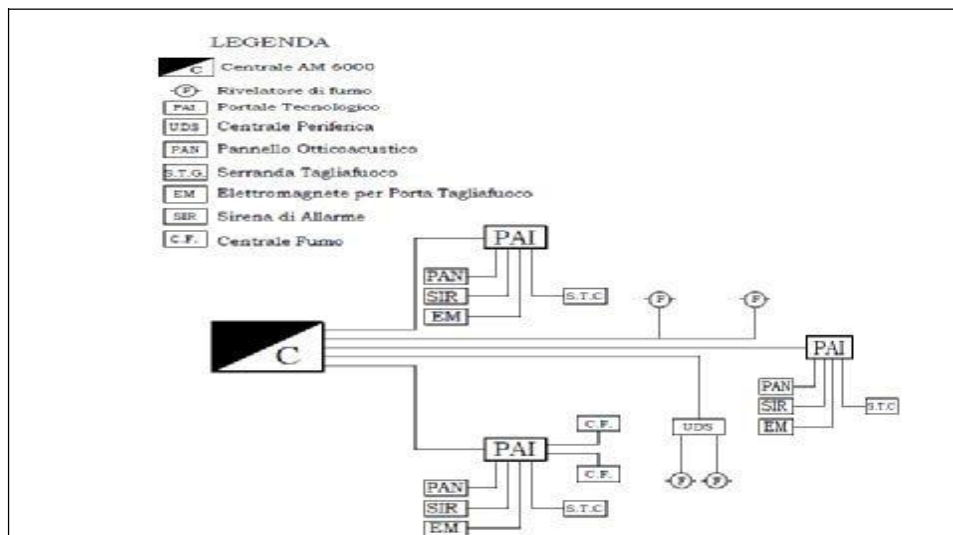 LEGENDA
C Centrale AM 6000
F Rivelatore di fumo
PAI Portale Tecnologico
UDS Centrale Periferica
PAN Pannello Otticoacustico
S.T.G. Serranda Tagliafuoco
EM Elettromagnete per Porta Tagliafuoco
SIR Sirena di Allarme
C.F. Centrale Fumo
PAI
PAN
SIR
EM
S.T.C
F F
C
PAI
PAN
SIR
EM
S.T.C
UDS
F F
PAI
C.F.
C.F.
PAN
SIR
EM
S.T.C